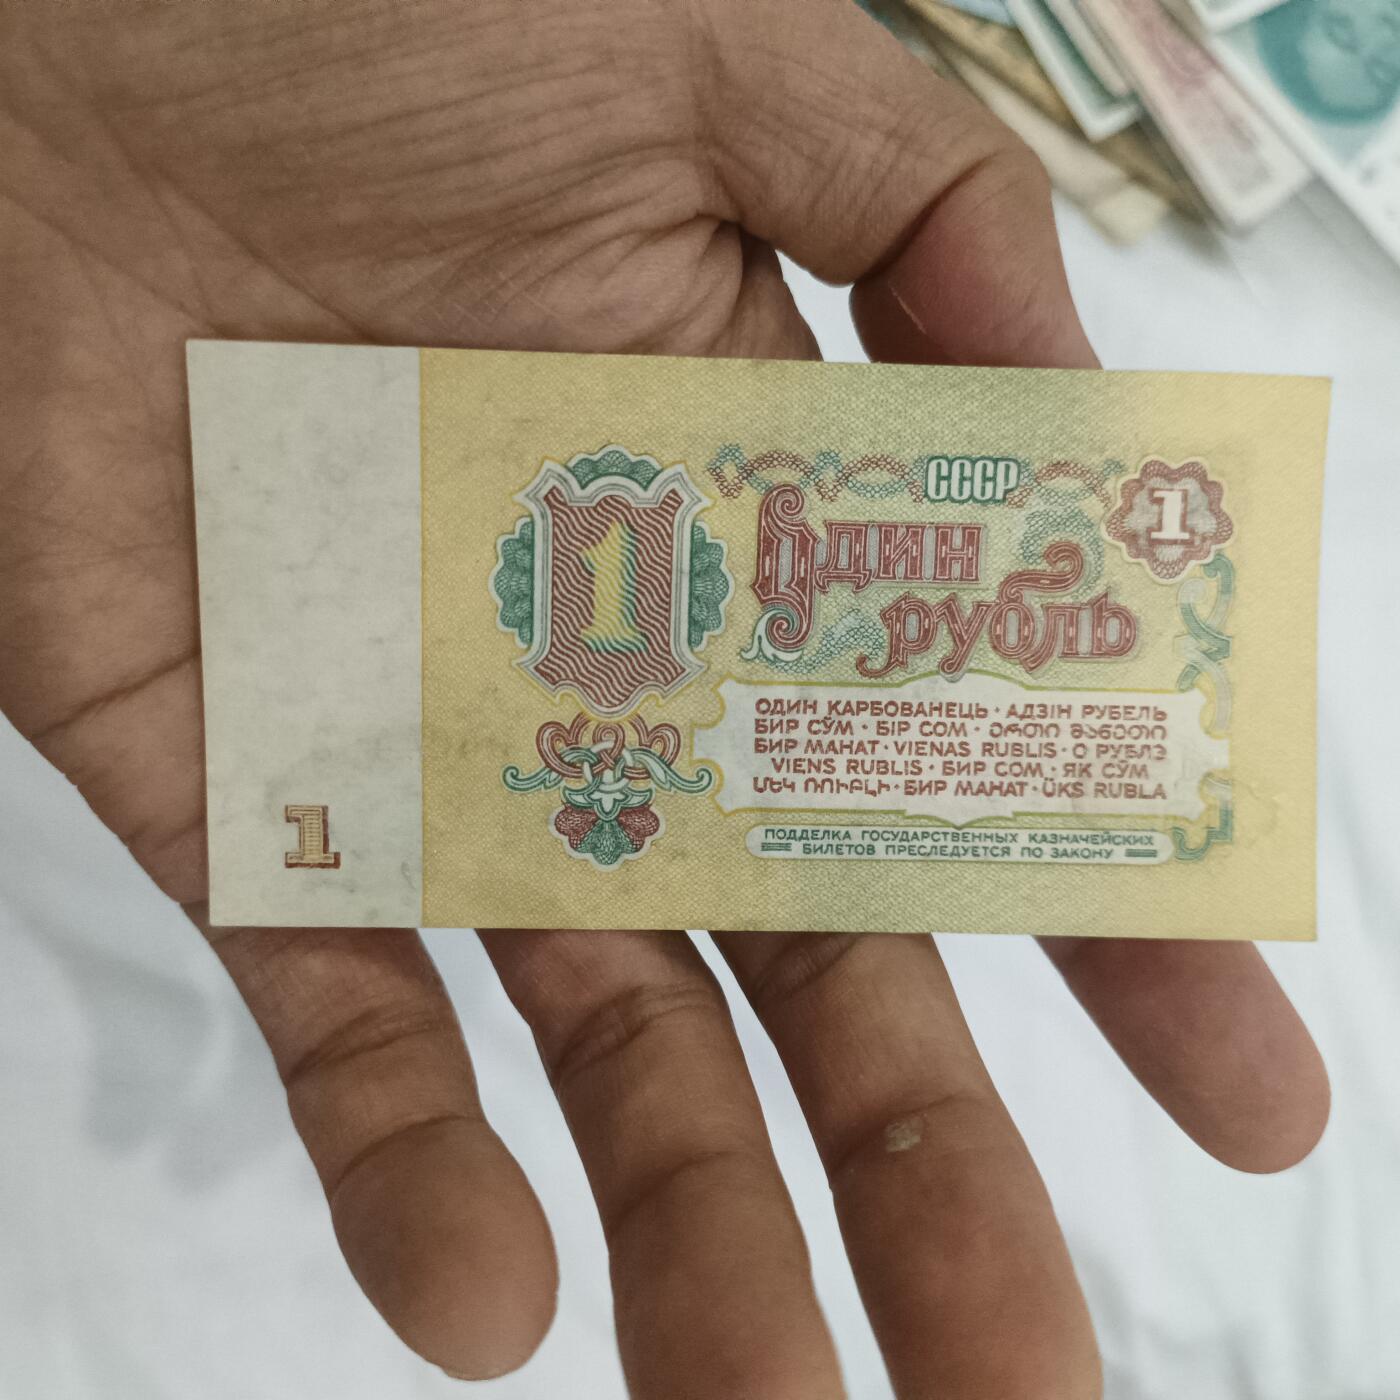 СССР
1
Один
рубль
1
ОДИН КАРБОВАНЕЦЬ · АДЗІН РУБЕЛЬ
БИР СЎМ · БІР СОМ · ᲔᲠᲗᲘ ᲛᲐᲜᲔᲗᲘ
БИР МАНАТ · VIENAS RUBLIS · О РУБЛЭ
VIENS RUBLIS · БИР СОМ · ЯК СЎМ
ՄԵԿ ՌՈՒԲԼԻ · БИР МАНАТ · ÜKS RUBLA
ПОДДЕЛКА ГОСУДАРСТВЕННЫХ КАЗНАЧЕЙСКИХ
БИЛЕТОВ ПРЕСЛЕДУЕТСЯ ПО ЗАКОНУ
1